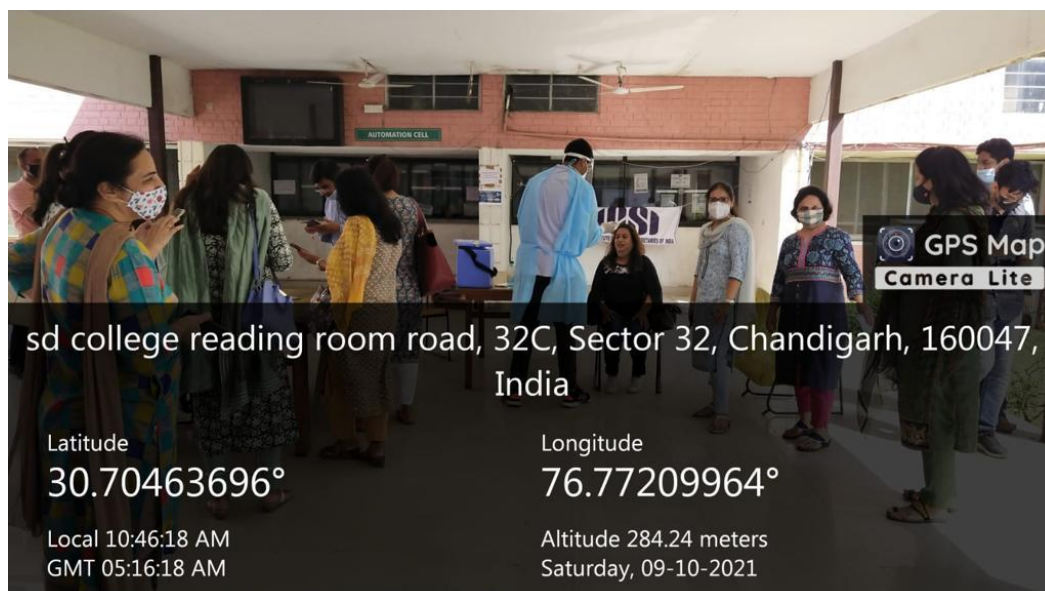 AUTOMATION CELL
GPS Map
Camera Lite
sd college reading room road, 32C, Sector 32, Chandigarh, 160047,
India
Latitude
30.70463696°
Longitude
76.77209964°
Local 10:46:18 AM
GMT 05:16:18 AM
Altitude 284.24 meters
Saturday, 09-10-2021